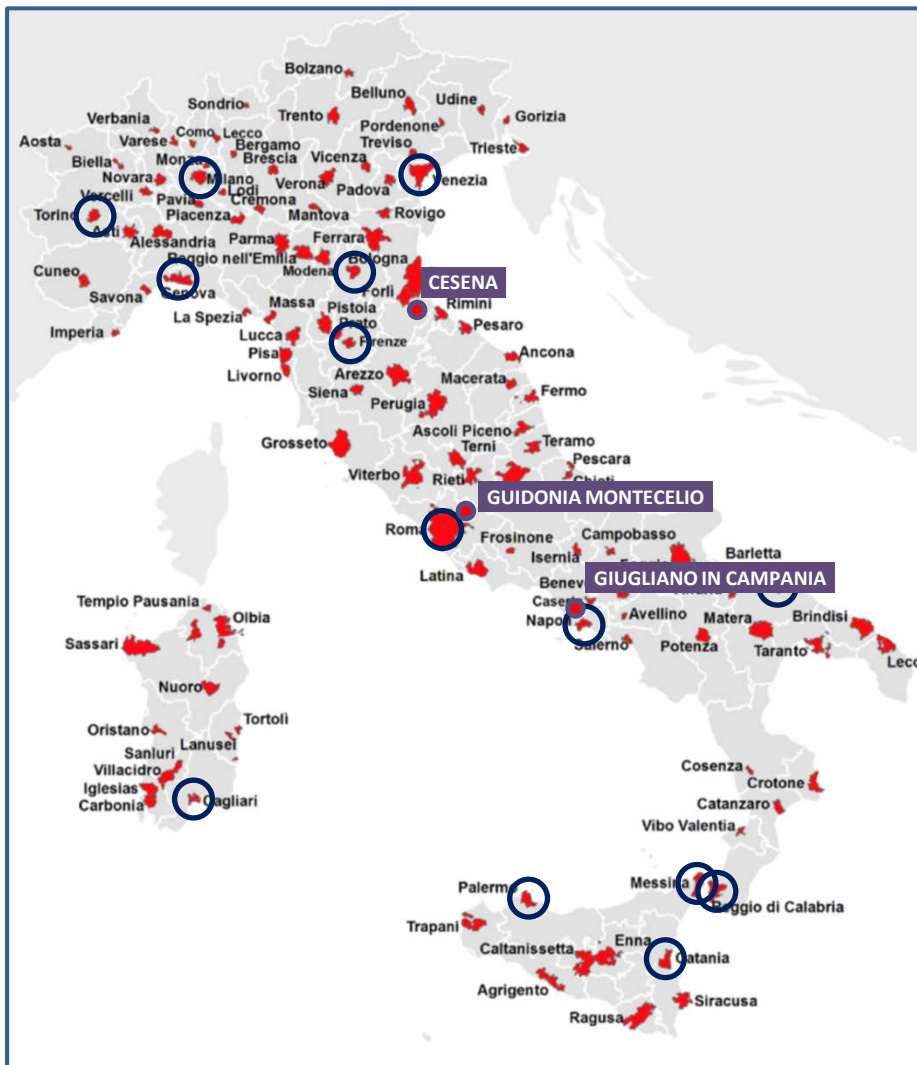 Bolzano
Belluno
Sondrio
Udine
Trento
Gorizia
Verbania
Pordenone
Como
Lecco
Treviso
Aosta
Varese
Bergamo
Trieste
Monza
Brescia
Vicenza
Biella
Milano
Venezia
Novara
Verona
Padova
Lodi
Vercelli
Pavia
Cremona
Torino
Piacenza
Mantova
Rovigo
Asti
Alessandria
Parma
Ferrara
Reggio nell'Emilia
Bologna
Cuneo
Modena
CESENA
Savona
Genova
Forlì
Massa
Pistoia
Rimini
La Spezia
Prato
Imperia
Pesaro
Lucca
Firenze
Pisa
Ancona
Livorno
Arezzo
Macerata
Siena
Fermo
Perugia
Ascoli Piceno
Grosseto
Terni
Teramo
Pescara
Viterbo
Rieti
Chieti
GUIDONIA MONTECELIO
Roma
Frosinone
Campobasso
Isernia
Barletta
Latina
GIUGLIANO IN CAMPANIA
Tempio Pausania
Avellino
Olbia
Napoli
Matera
Brindisi
Sassari
Salerno
Potenza
Taranto
Nuoro
Tortolì
Oristano
Lanusei
Sanluri
Villacidro
Cosenza
Iglesias
Crotone
Cagliari
Carbonia
Catanzaro
Vibo Valentia
Palermo
Messina
Reggio di Calabria
Trapani
Enna
Caltanissetta
Catania
Agrigento
Siracusa
Ragusa